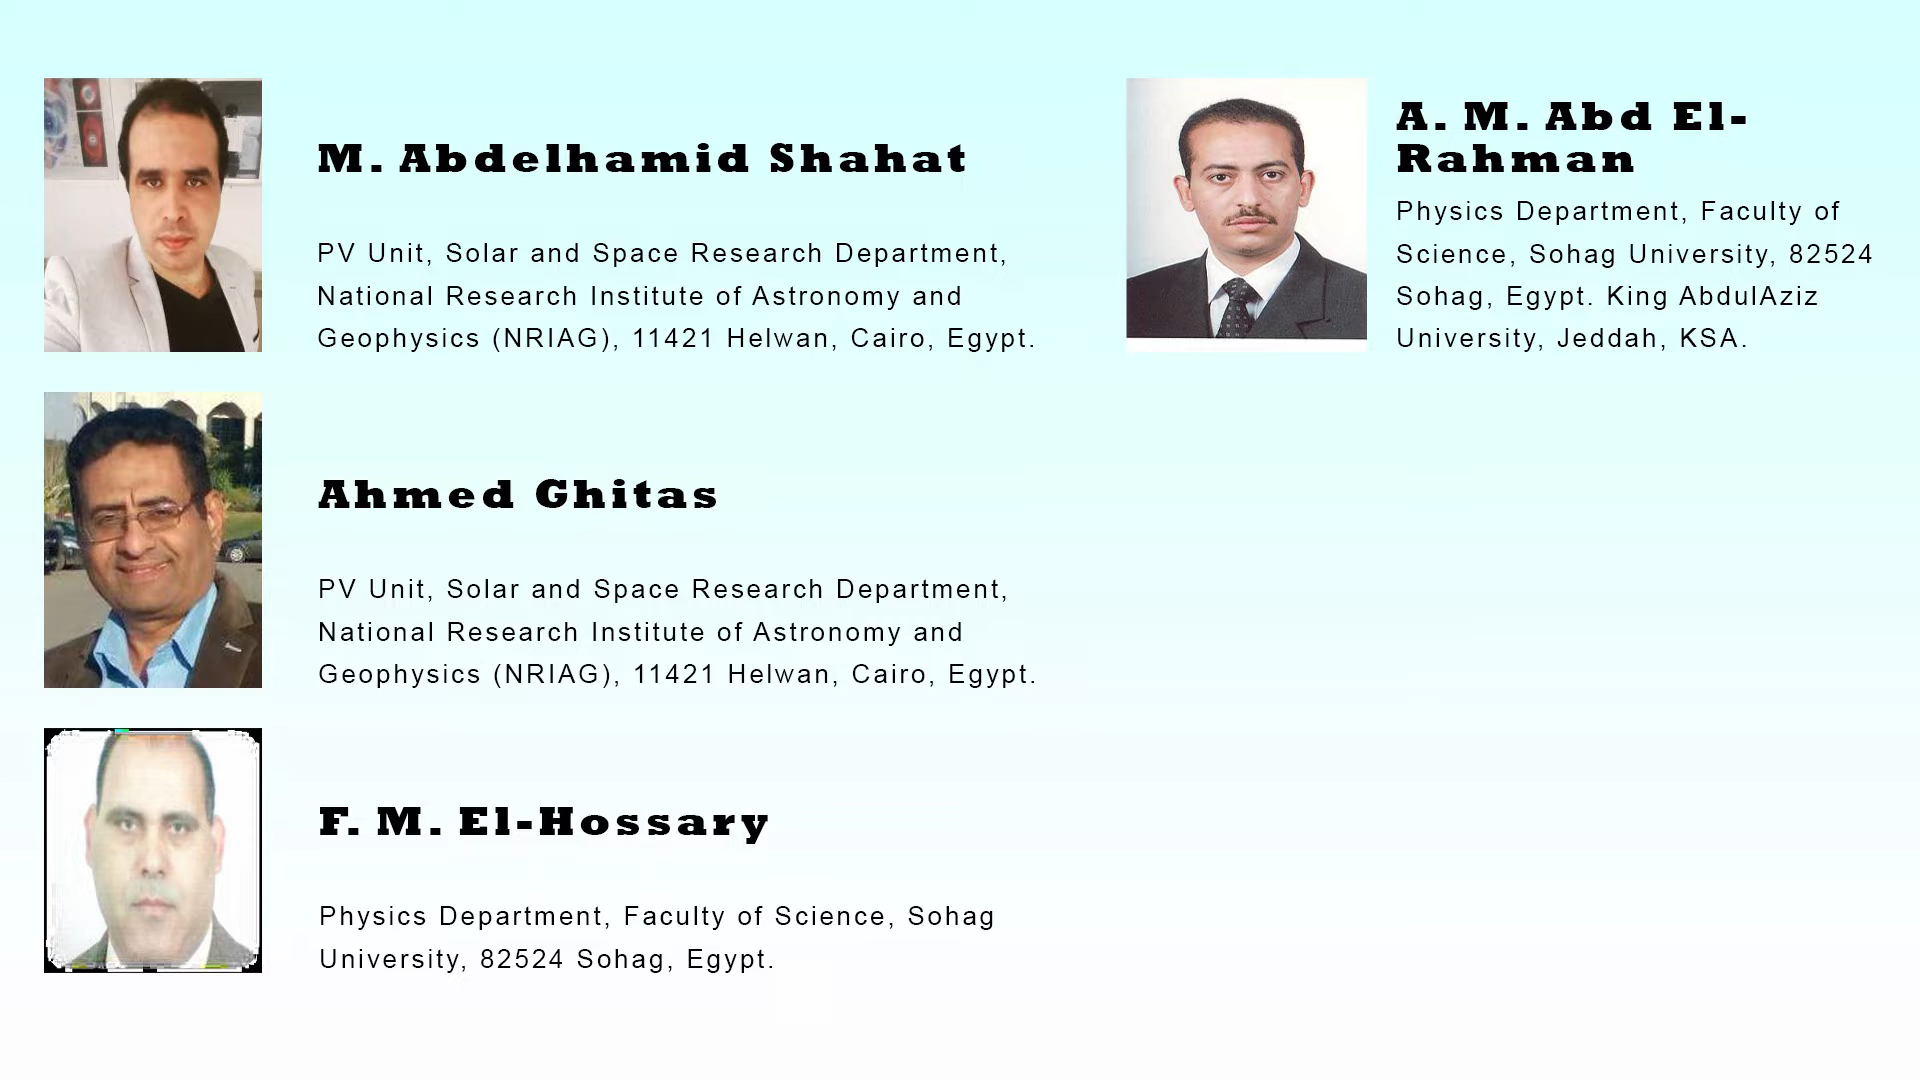 M. Abdelhamid Shahat
PV Unit, Solar and Space Research Department,
National Research Institute of Astronomy and
Geophysics (NRIAG), 11421 Helwan, Cairo, Egypt.
A. M. Abd El-
Rahman
Physics Department, Faculty of
Science, Sohag University, 82524
Sohag, Egypt. King AbdulAziz
University, Jeddah, KSA.
Ahmed Ghitas
PV Unit, Solar and Space Research Department,
National Research Institute of Astronomy and
Geophysics (NRIAG), 11421 Helwan, Cairo, Egypt.
F. M. El-Hossary
Physics Department, Faculty of Science, Sohag
University, 82524 Sohag, Egypt.